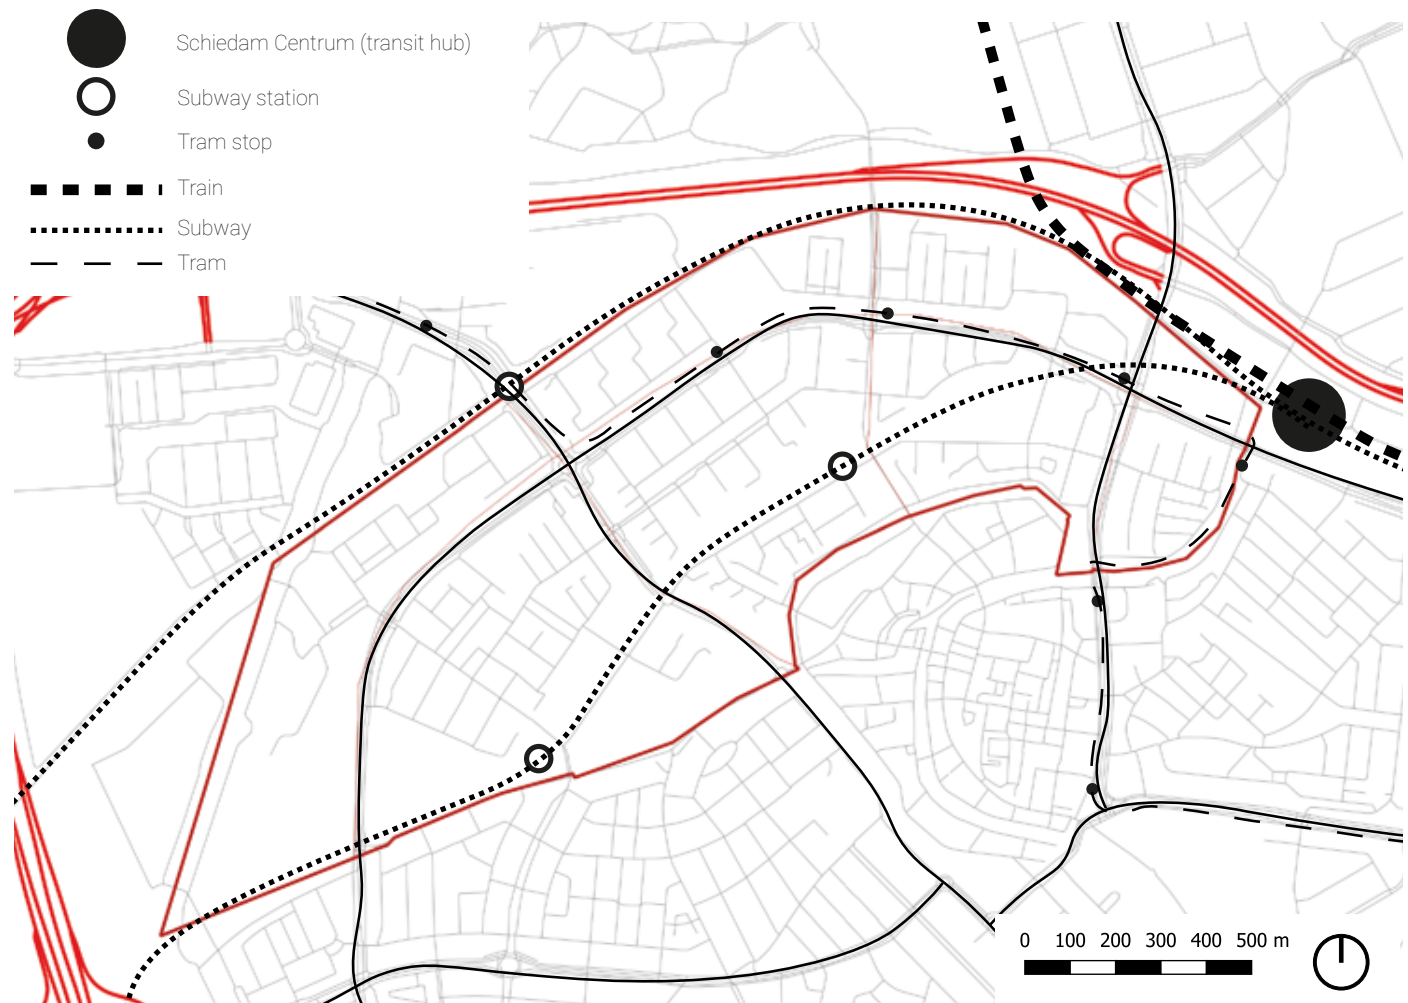 Schiedam Centrum (transit hub)
Subway station
Tram stop
Train
Subway
Tram
0 100 200 300 400 500 m